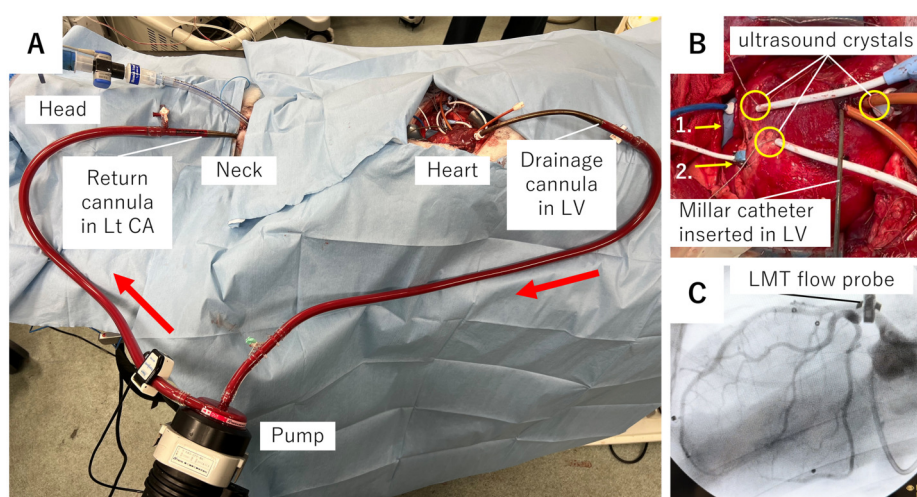 A
Head
Return
cannula
in Lt CA
Neck
Heart
Drainage
cannula
in LV
Pump
B
ultrasound crystals
1.
2.
Millar catheter
inserted in LV
C
LMT flow probe